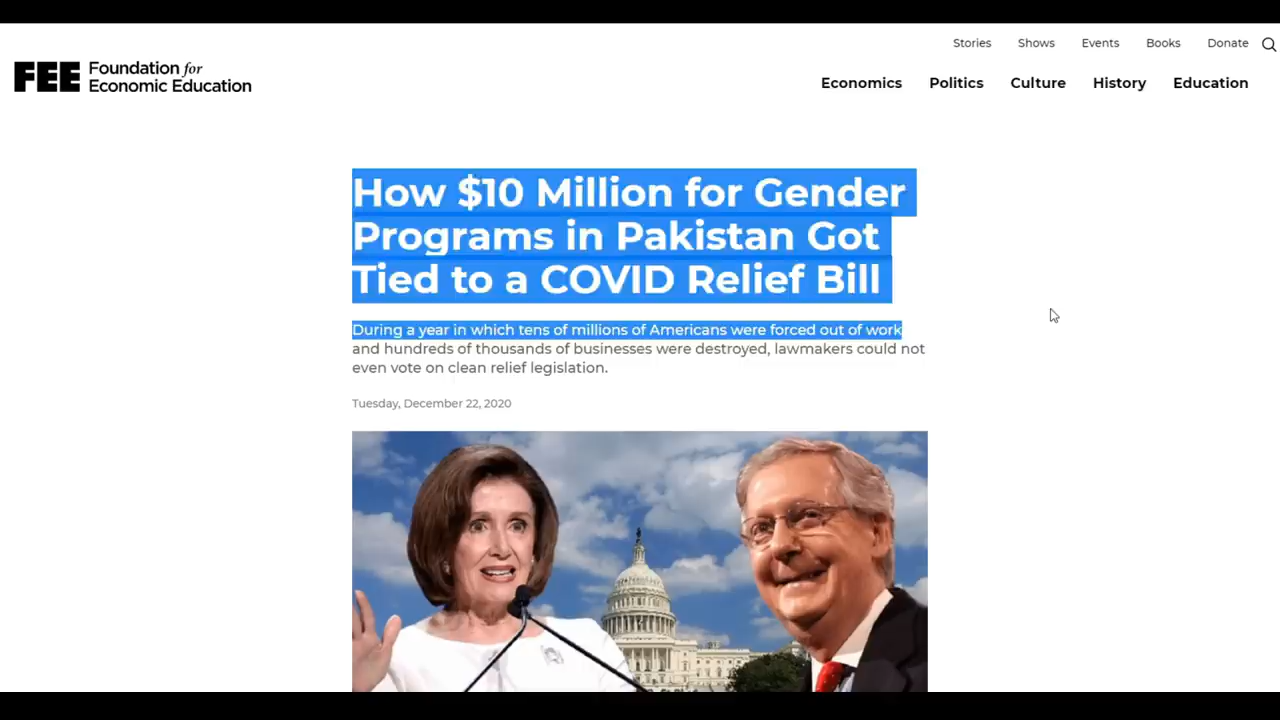 Stories Shows Events Books Donate
FEE Foundation for
Economic Education
Economics Politics Culture History Education
How $10 Million for Gender
Programs in Pakistan Got
Tied to a COVID Relief Bill
During a year in which tens of millions of Americans were forced out of work
and hundreds of thousands of businesses were destroyed, lawmakers could not
even vote on clean relief legislation.
Tuesday, December 22, 2020